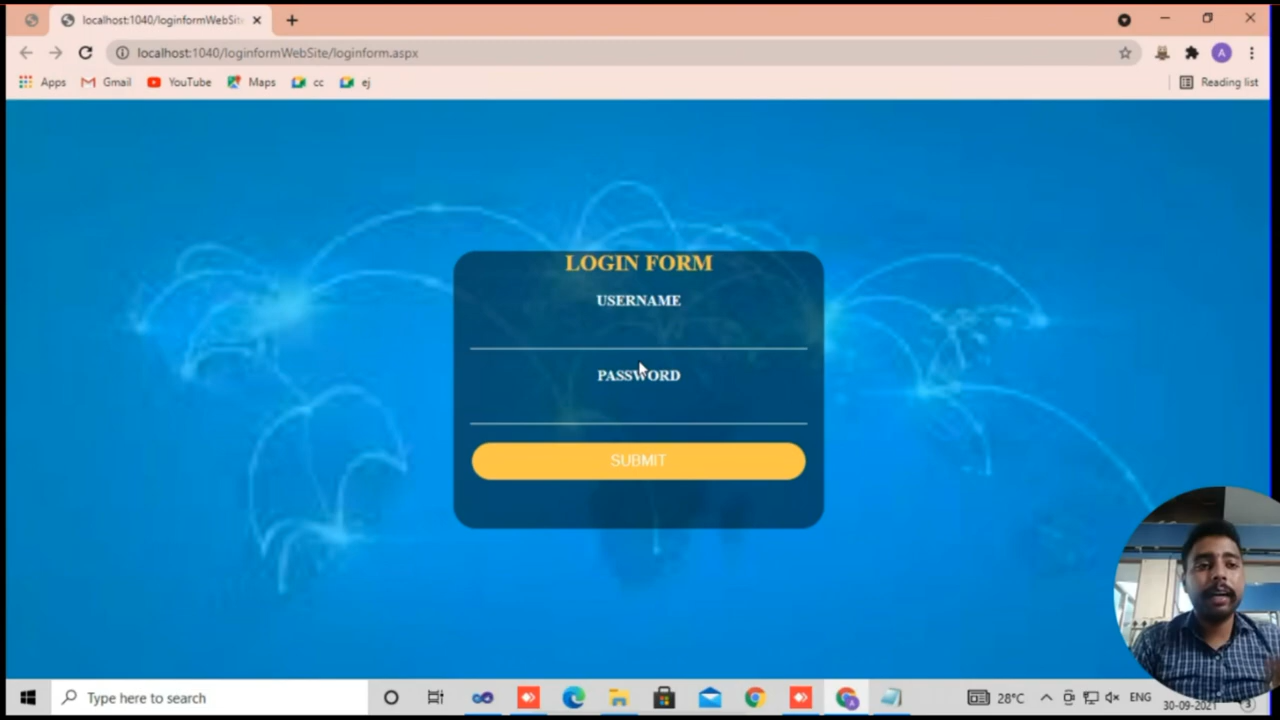 localhost:1040/loginformWebSit
localhost:1040/loginformWebSite/loginform.aspx
A
Apps Gmail YouTube Maps cc ej Reading list
LOGIN FORM
USERNAME
PASSWORD
SUBMIT
Type here to search
28°C ENG
30-09-2021
3